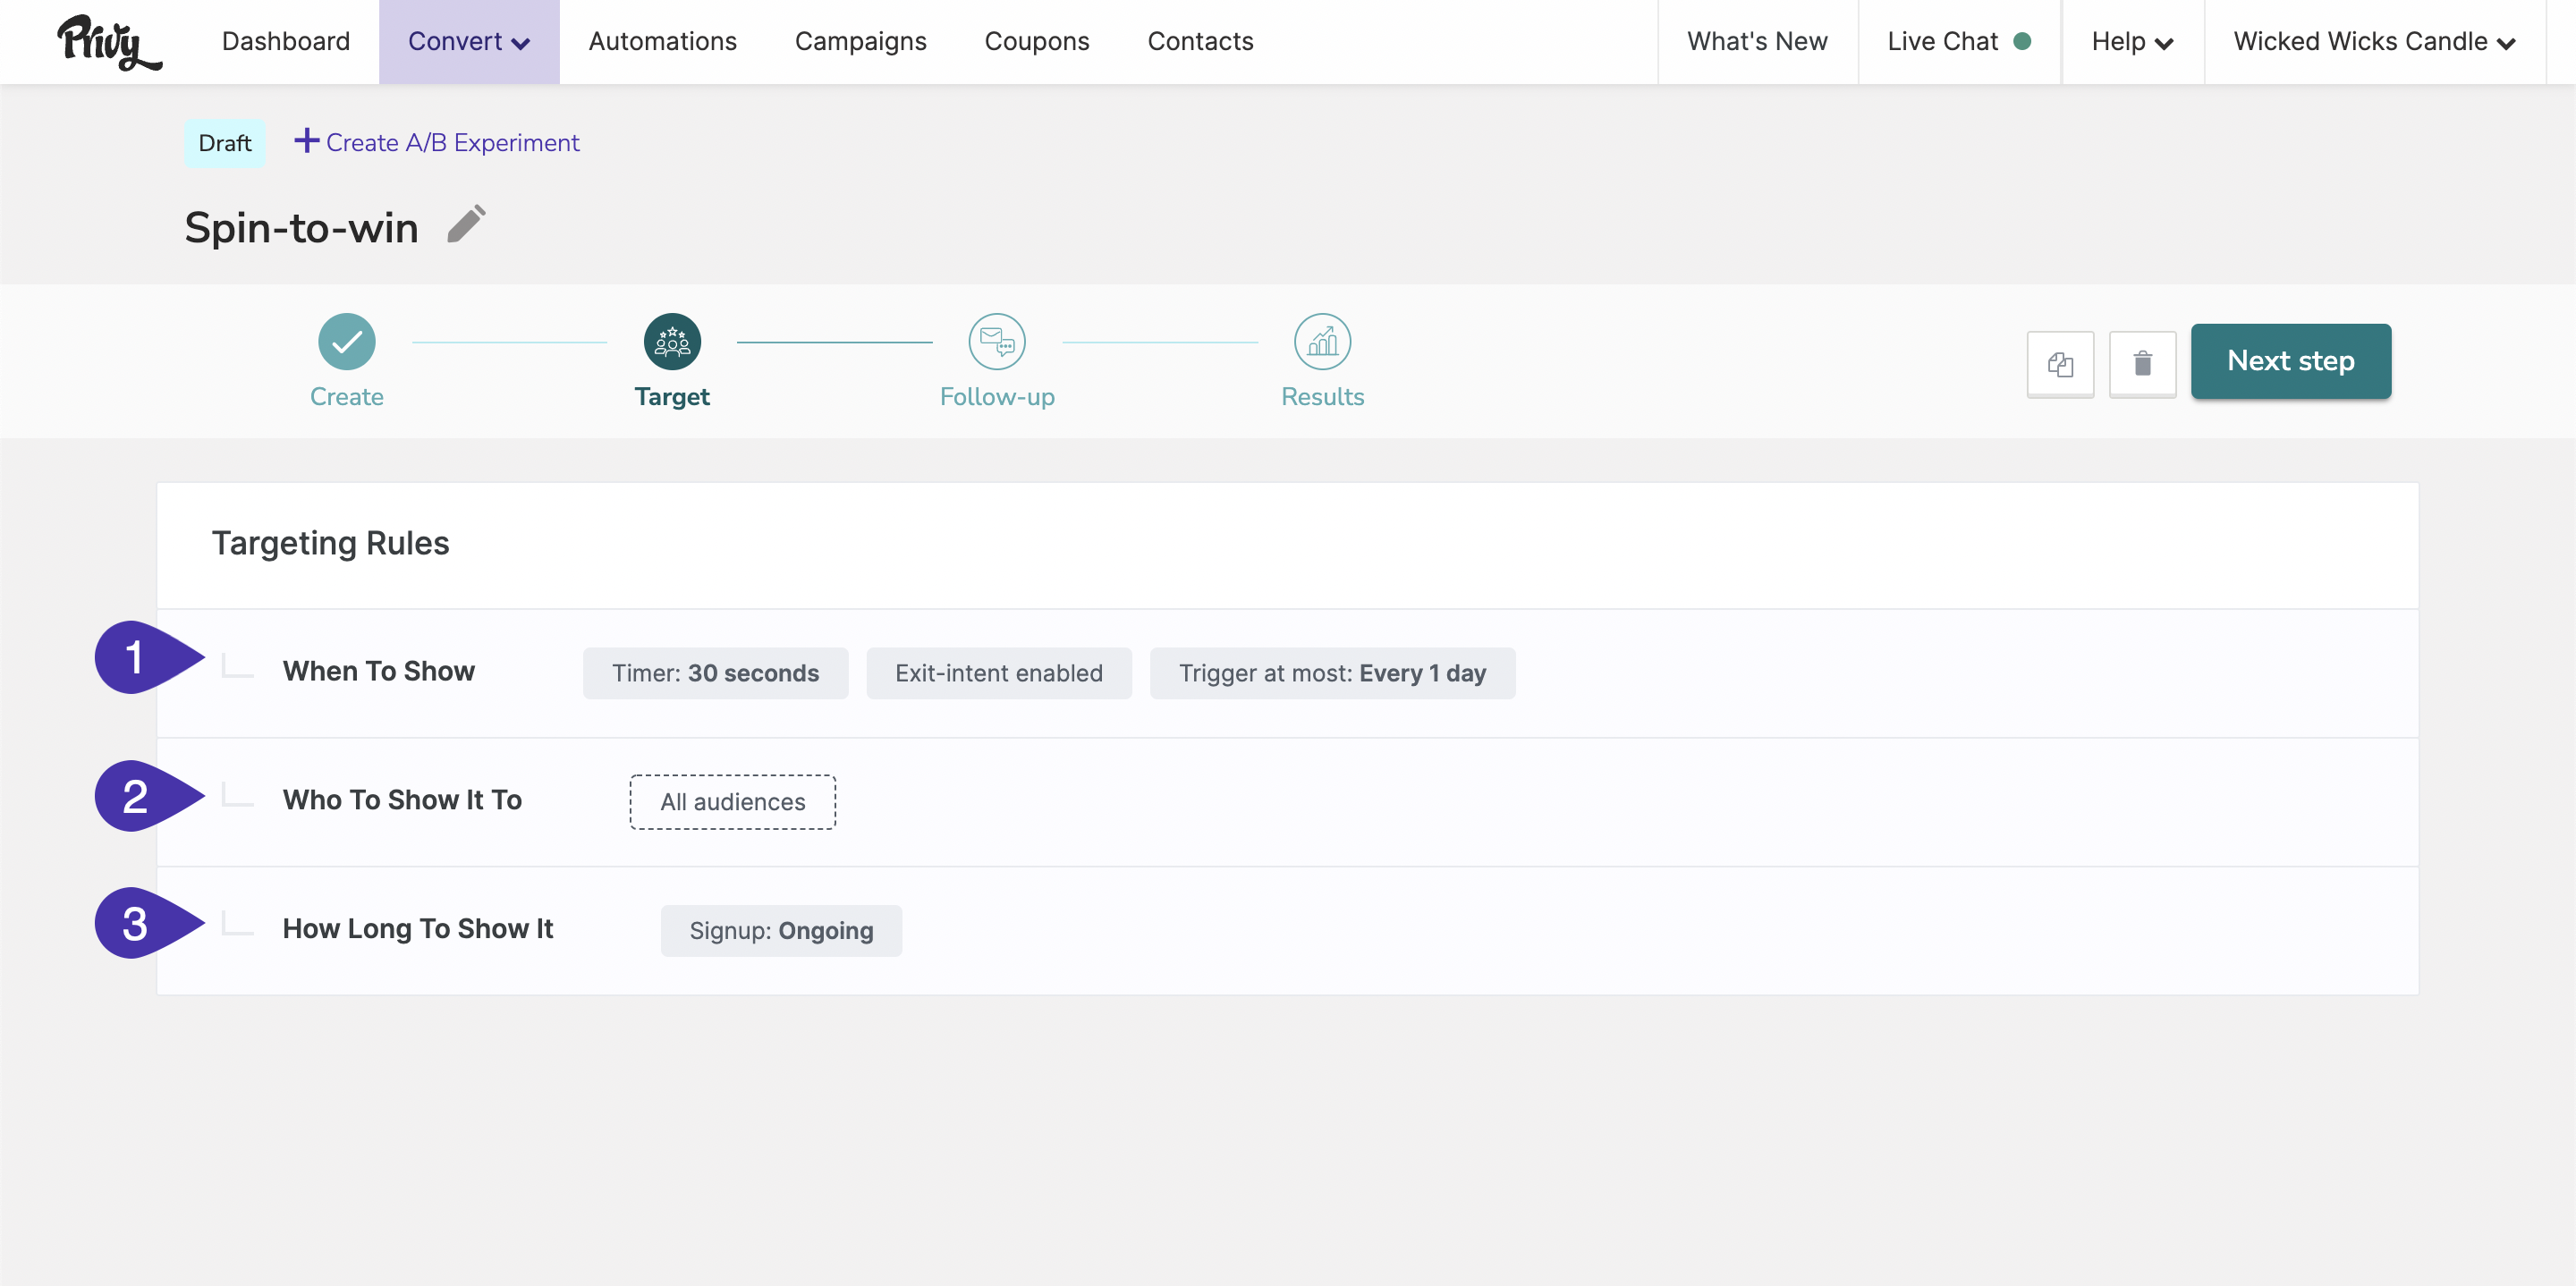 Privy Dashboard Convert Automations Campaigns Coupons Contacts What's New Live Chat Help Wicked Wicks Candle
Draft + Create A/B Experiment
Spin-to-win
Create Target Follow-up Results Next step
Targeting Rules
1 When To Show Timer: 30 seconds Exit-intent enabled Trigger at most: Every 1 day
2 Who To Show It To All audiences
3 How Long To Show It Signup: Ongoing